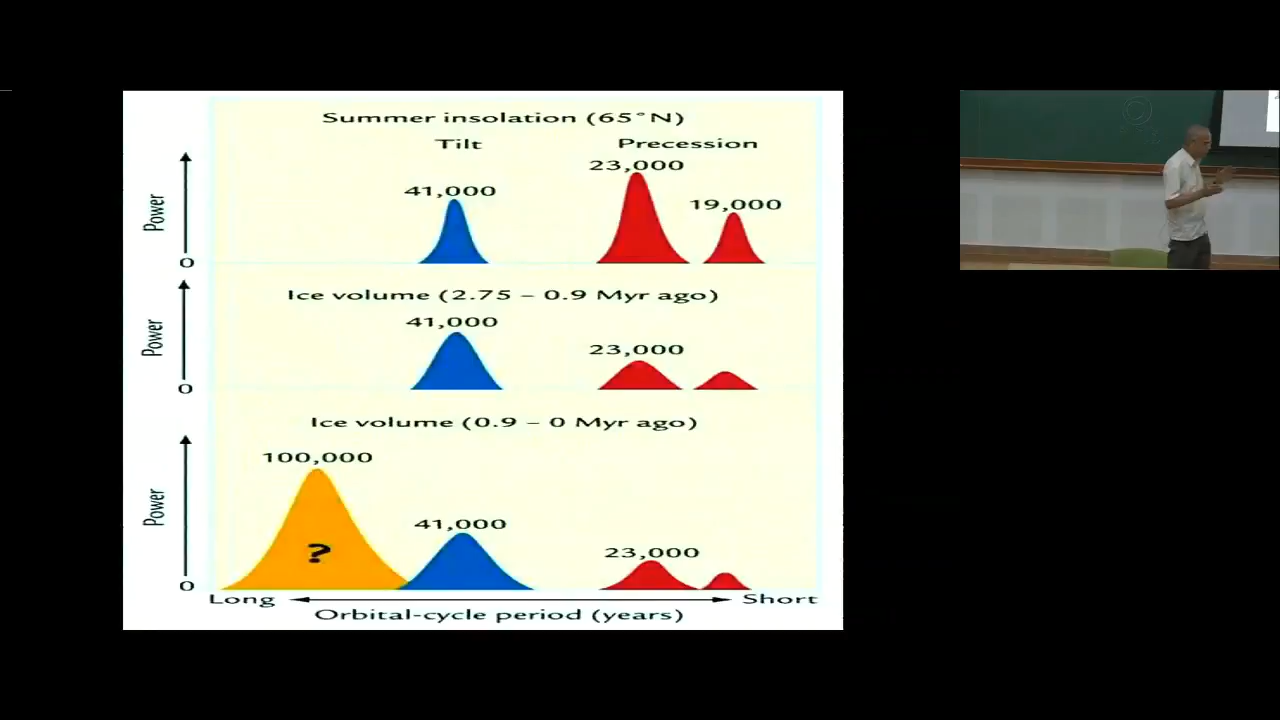 Summer insolation (65°N)
Tilt
Precession
23,000
41,000
19,000
Power
0
Ice volume (2.75 – 0.9 Myr ago)
41,000
23,000
Power
0
Ice volume (0.9 – 0 Myr ago)
100,000
41,000
23,000
Power
?
0
Long
Short
Orbital-cycle period (years)